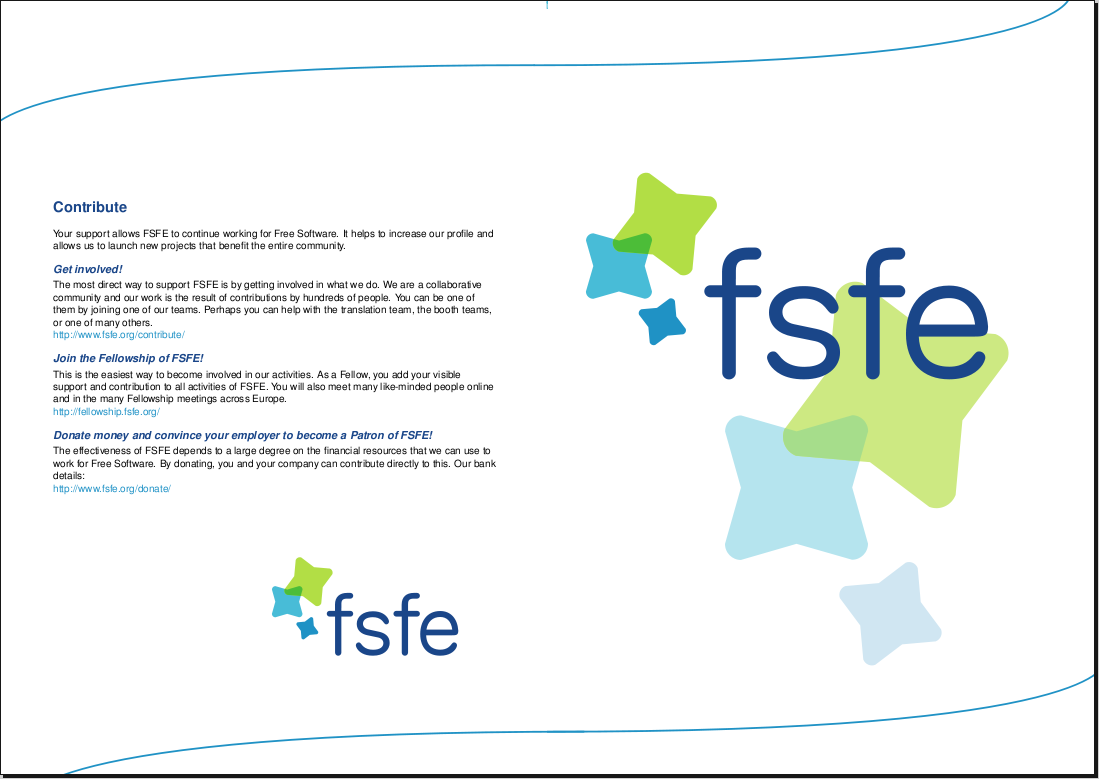 Contribute
Your support allows FSFE to continue working for Free Software. It helps to increase our profile and
allows us to launch new projects that benefit the entire community.
Get involved!
The most direct way to support FSFE is by getting involved in what we do. We are a collaborative
community and our work is the result of contributions by hundreds of people. You can be one of
them by joining one of our teams. Perhaps you can help with the translation team, the booth teams,
or one of many others.
http://www.fsfe.org/contribute/
Join the Fellowship of FSFE!
This is the easiest way to become involved in our activities. As a Fellow, you add your visible
support and contribution to all activities of FSFE. You will also meet many like-minded people online
and in the many Fellowship meetings across Europe.
http://fellowship.fsfe.org/
Donate money and convince your employer to become a Patron of FSFE!
The effectiveness of FSFE depends to a large degree on the financial resources that we can use to
work for Free Software. By donating, you and your company can contribute directly to this. Our bank
details:
http://www.fsfe.org/donate/
fsfe
fsfe